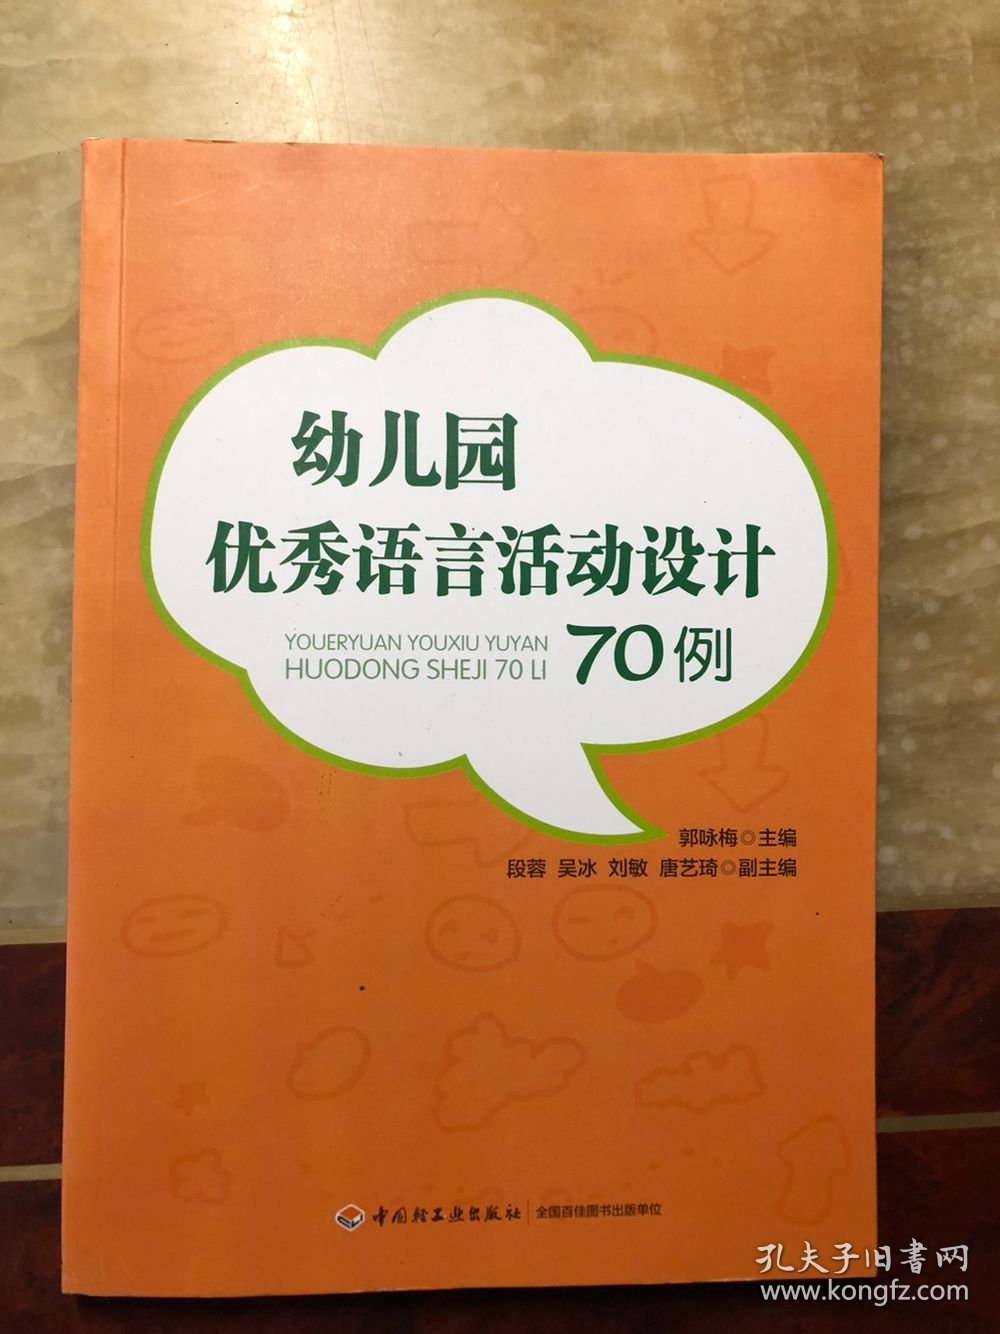 幼儿园
优秀语言活动设计
YOUERYUAN YOUXIU YUYAN
HUODONG SHEJI 70 LI
70例
郭咏梅◎主编
段蓉 吴冰 刘敏 唐艺琦◎副主编
中国轻工业出版社 全国百佳图书出版单位
孔夫子旧書网
www.kongfz.com